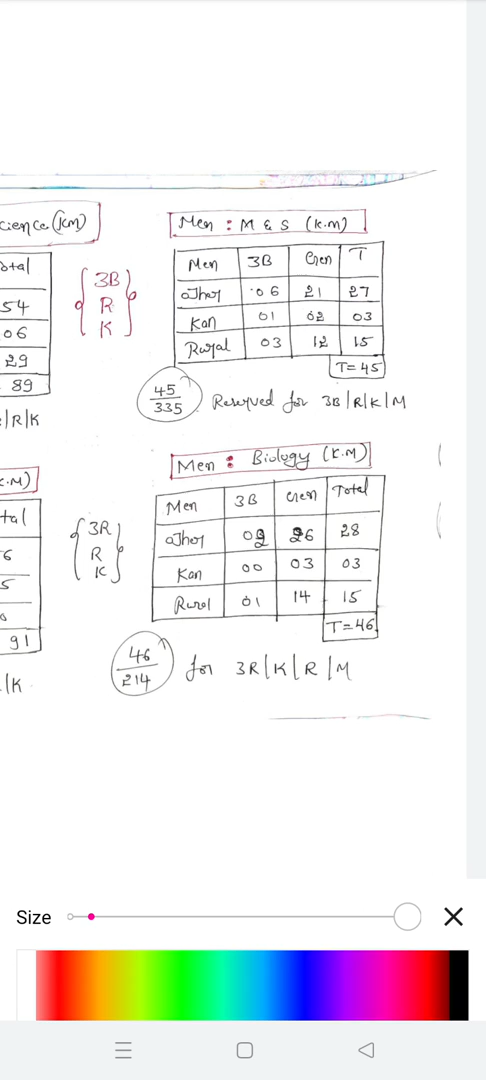 cience (KM)
otal
54
06
29
89
/R/K
3B
R
K
Men : M & S (K.M)
Men 3B Gen T
other 06 21 27
Kan 01 02 03
Rural 03 12 15
T=45
45/335 Reserved for 3B/R/K/M
.M)
tal
6
5
91
/K
3R
R
K
Men : Biology (K.M)
Men 3B Gen Total
other 02 26 28
Kan 00 03 03
Rural 01 14 15
T=46
46/214 for 3R/K/R/M
Size